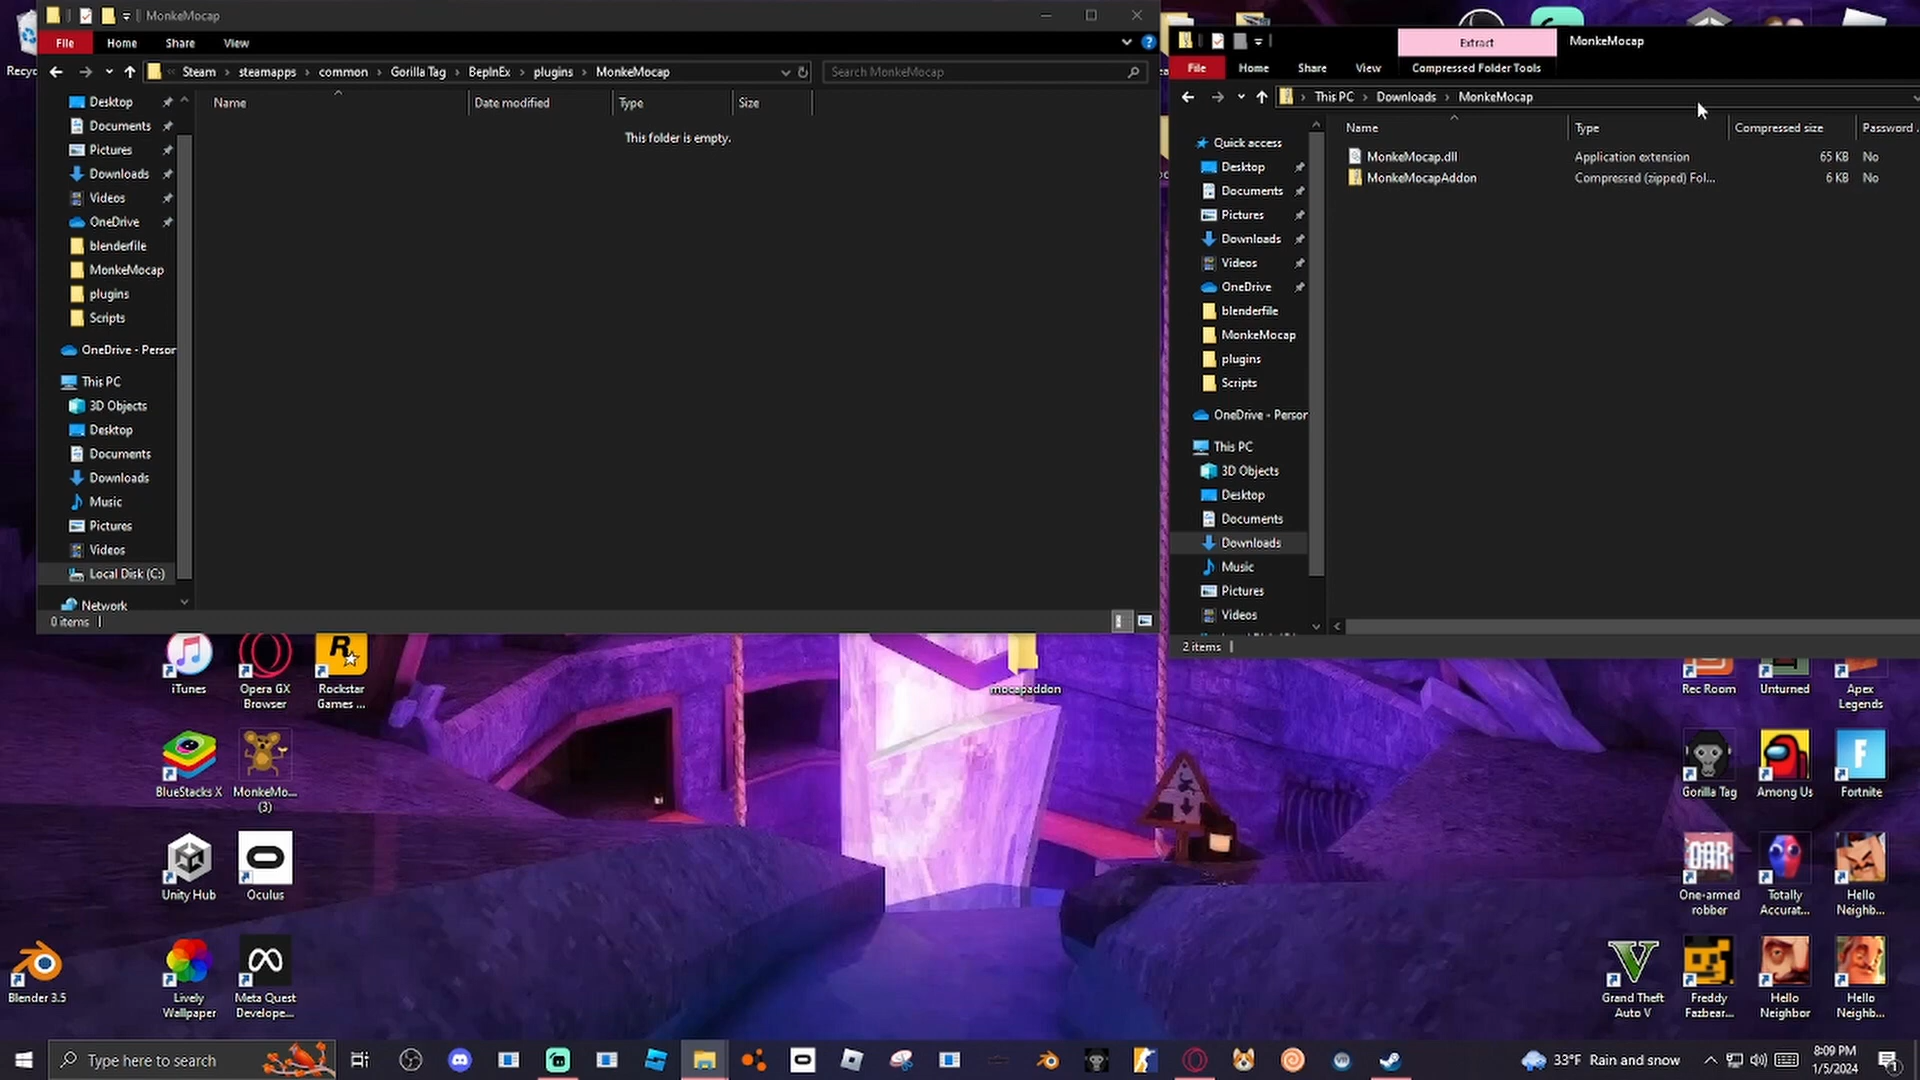 MonkeMocap
File
Home
Share
View
Steam
steamapps
common
Gorilla Tag
BepInEx
plugins
MonkeMocap
Search MonkeMocap
Name
Date modified
Type
Size
This folder is empty.
Desktop
Documents
Pictures
Downloads
Videos
OneDrive
blenderfile
MonkeMocap
plugins
Scripts
OneDrive - Person
This PC
3D Objects
Desktop
Documents
Downloads
Music
Pictures
Videos
Local Disk (C:)
Network
0 items
Extract
MonkeMocap
File
Home
Share
View
Compressed Folder Tools
This PC
Downloads
MonkeMocap
Name
Type
Compressed size
Password
MonkeMocap.dll
Application extension
65 KB
No
MonkeMocapAddon
Compressed (zipped) Fol...
6 KB
No
Quick access
Desktop
Documents
Pictures
Downloads
Videos
OneDrive
blenderfile
MonkeMocap
plugins
Scripts
OneDrive - Person
This PC
3D Objects
Desktop
Documents
Downloads
Music
Pictures
Videos
2 items
Recyc
iTunes
Opera GX
Browser
Rockstar
Games ...
mocapaddon
Rec Room
Unturned
Apex
Legends
BlueStacks X
MonkeMo...
(3)
Gorilla Tag
Among Us
Fortnite
Unity Hub
Oculus
One-armed
robber
Totally
Accurat...
Hello
Neighb...
Blender 3.5
Lively
Wallpaper
Meta Quest
Develope...
Grand Theft
Auto V
Freddy
Fazbear...
Hello
Neighbor
Hello
Neighb...
Type here to search
33°F Rain and snow
8:09 PM
1/5/2024